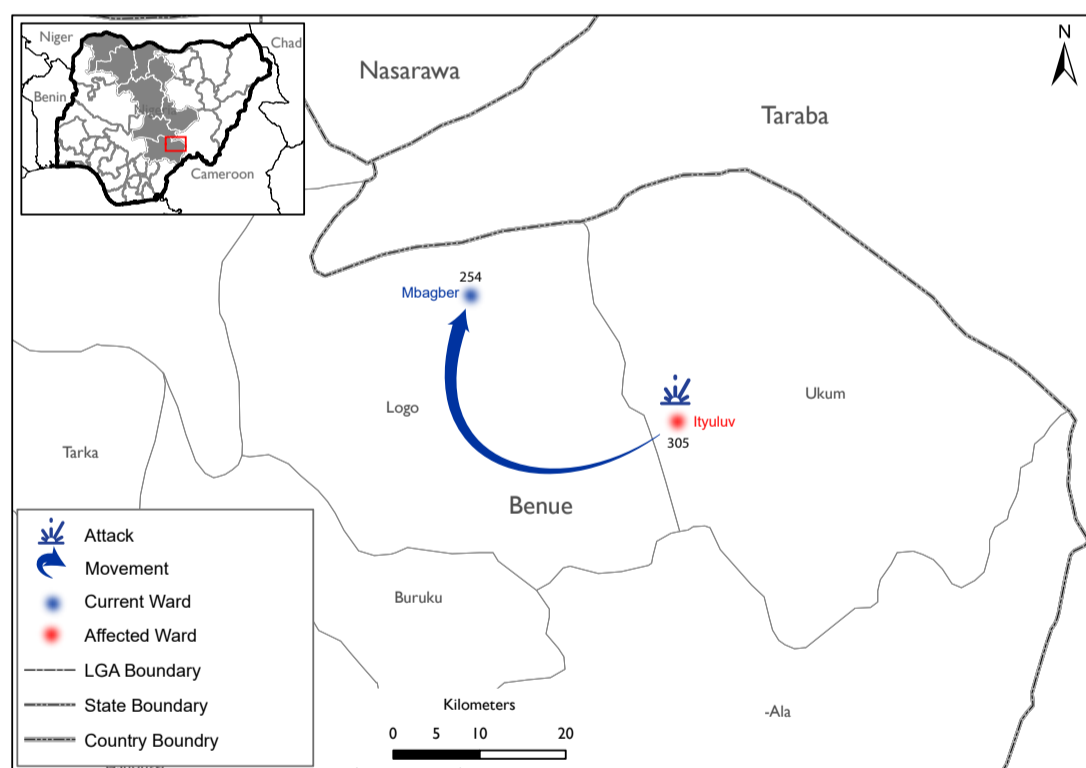 Niger
Chad
Benin
Nigeria
Cameroon
N
Nasarawa
Taraba
254
Mbagber
Logo
Ukum
Ityuluv
305
Tarka
Benue
Buruku
-Ala
Attack
Movement
Current Ward
Affected Ward
LGA Boundary
State Boundary
Country Boundry
Kilometers
0 5 10 20